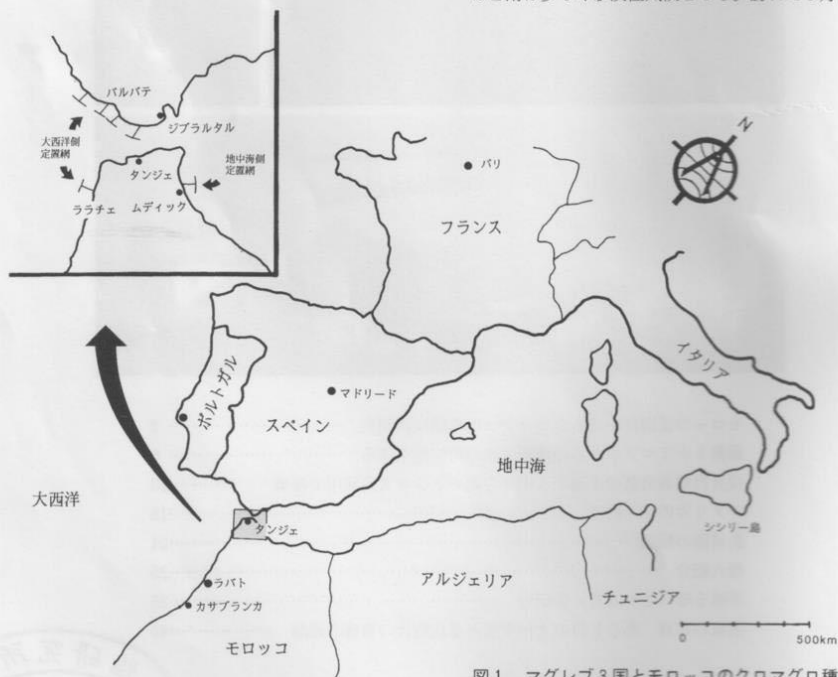 バルバテ
ジブラルタル
大西洋側
定置網
タンジェ
地中海側
定置網
ララチェ
ムディック
N
パリ
フランス
イタリア
ポルトガル
マドリード
スペイン
地中海
大西洋
シシリー島
タンジェ
ラバト
アルジェリア
チュニジア
カサブランカ
モロッコ
0
500km
図1 マグレブ3国とモロッコのクロマグロ種